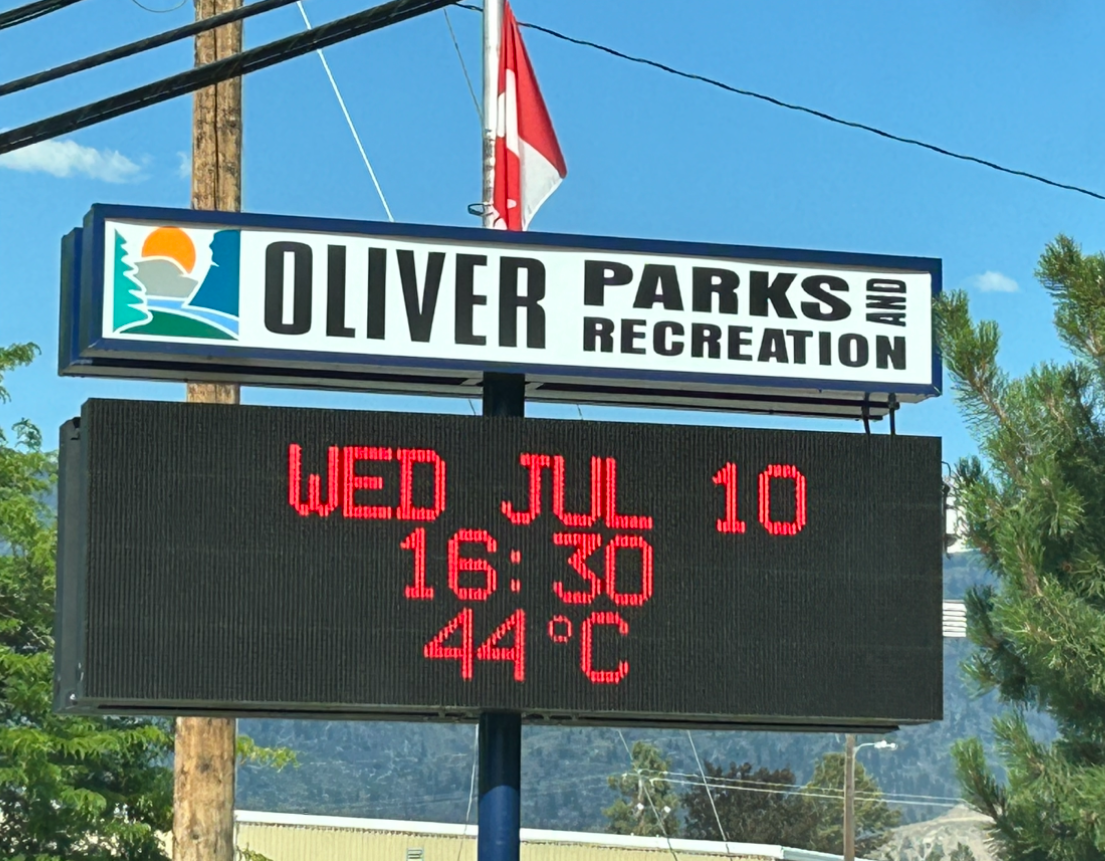 OLIVER PARKS AND
RECREATION
WED JUL 10
16:30
44°C